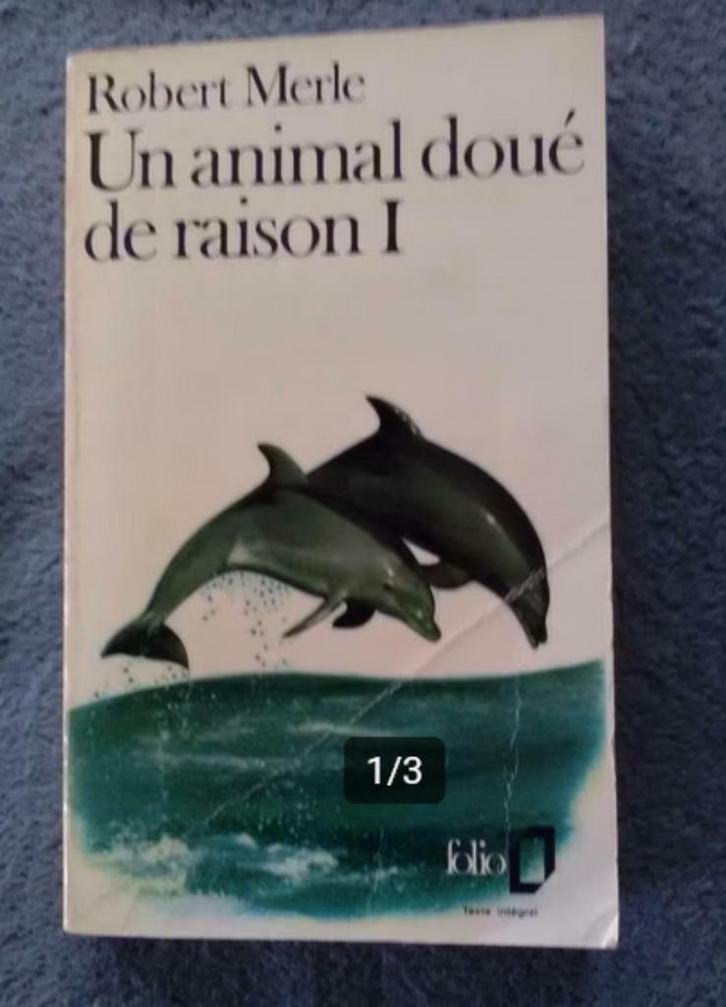 Robert Merle
Un animal doué
de raison I
1/3
folio
Texte intégral